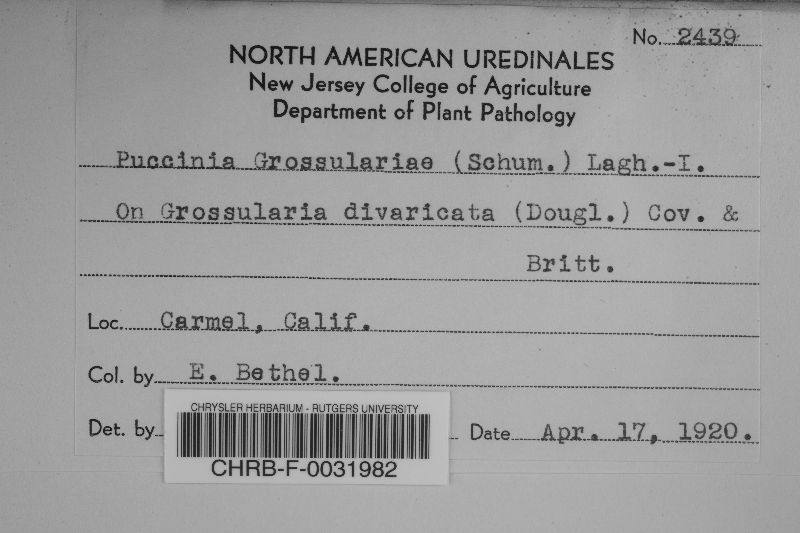 No. 2439
NORTH AMERICAN UREDINALES
New Jersey College of Agriculture
Department of Plant Pathology
Puccinia Grossulariae (Schum.) Lagh.-I.
On Grossularia divaricata (Dougl.) Cov. &
Britt.
Loc. Carmel, Calif.
Col. by E. Bethel.
Det. by Date Apr. 17, 1920.
CHRYSLER HERBARIUM - RUTGERS UNIVERSITY
CHRB-F-0031982